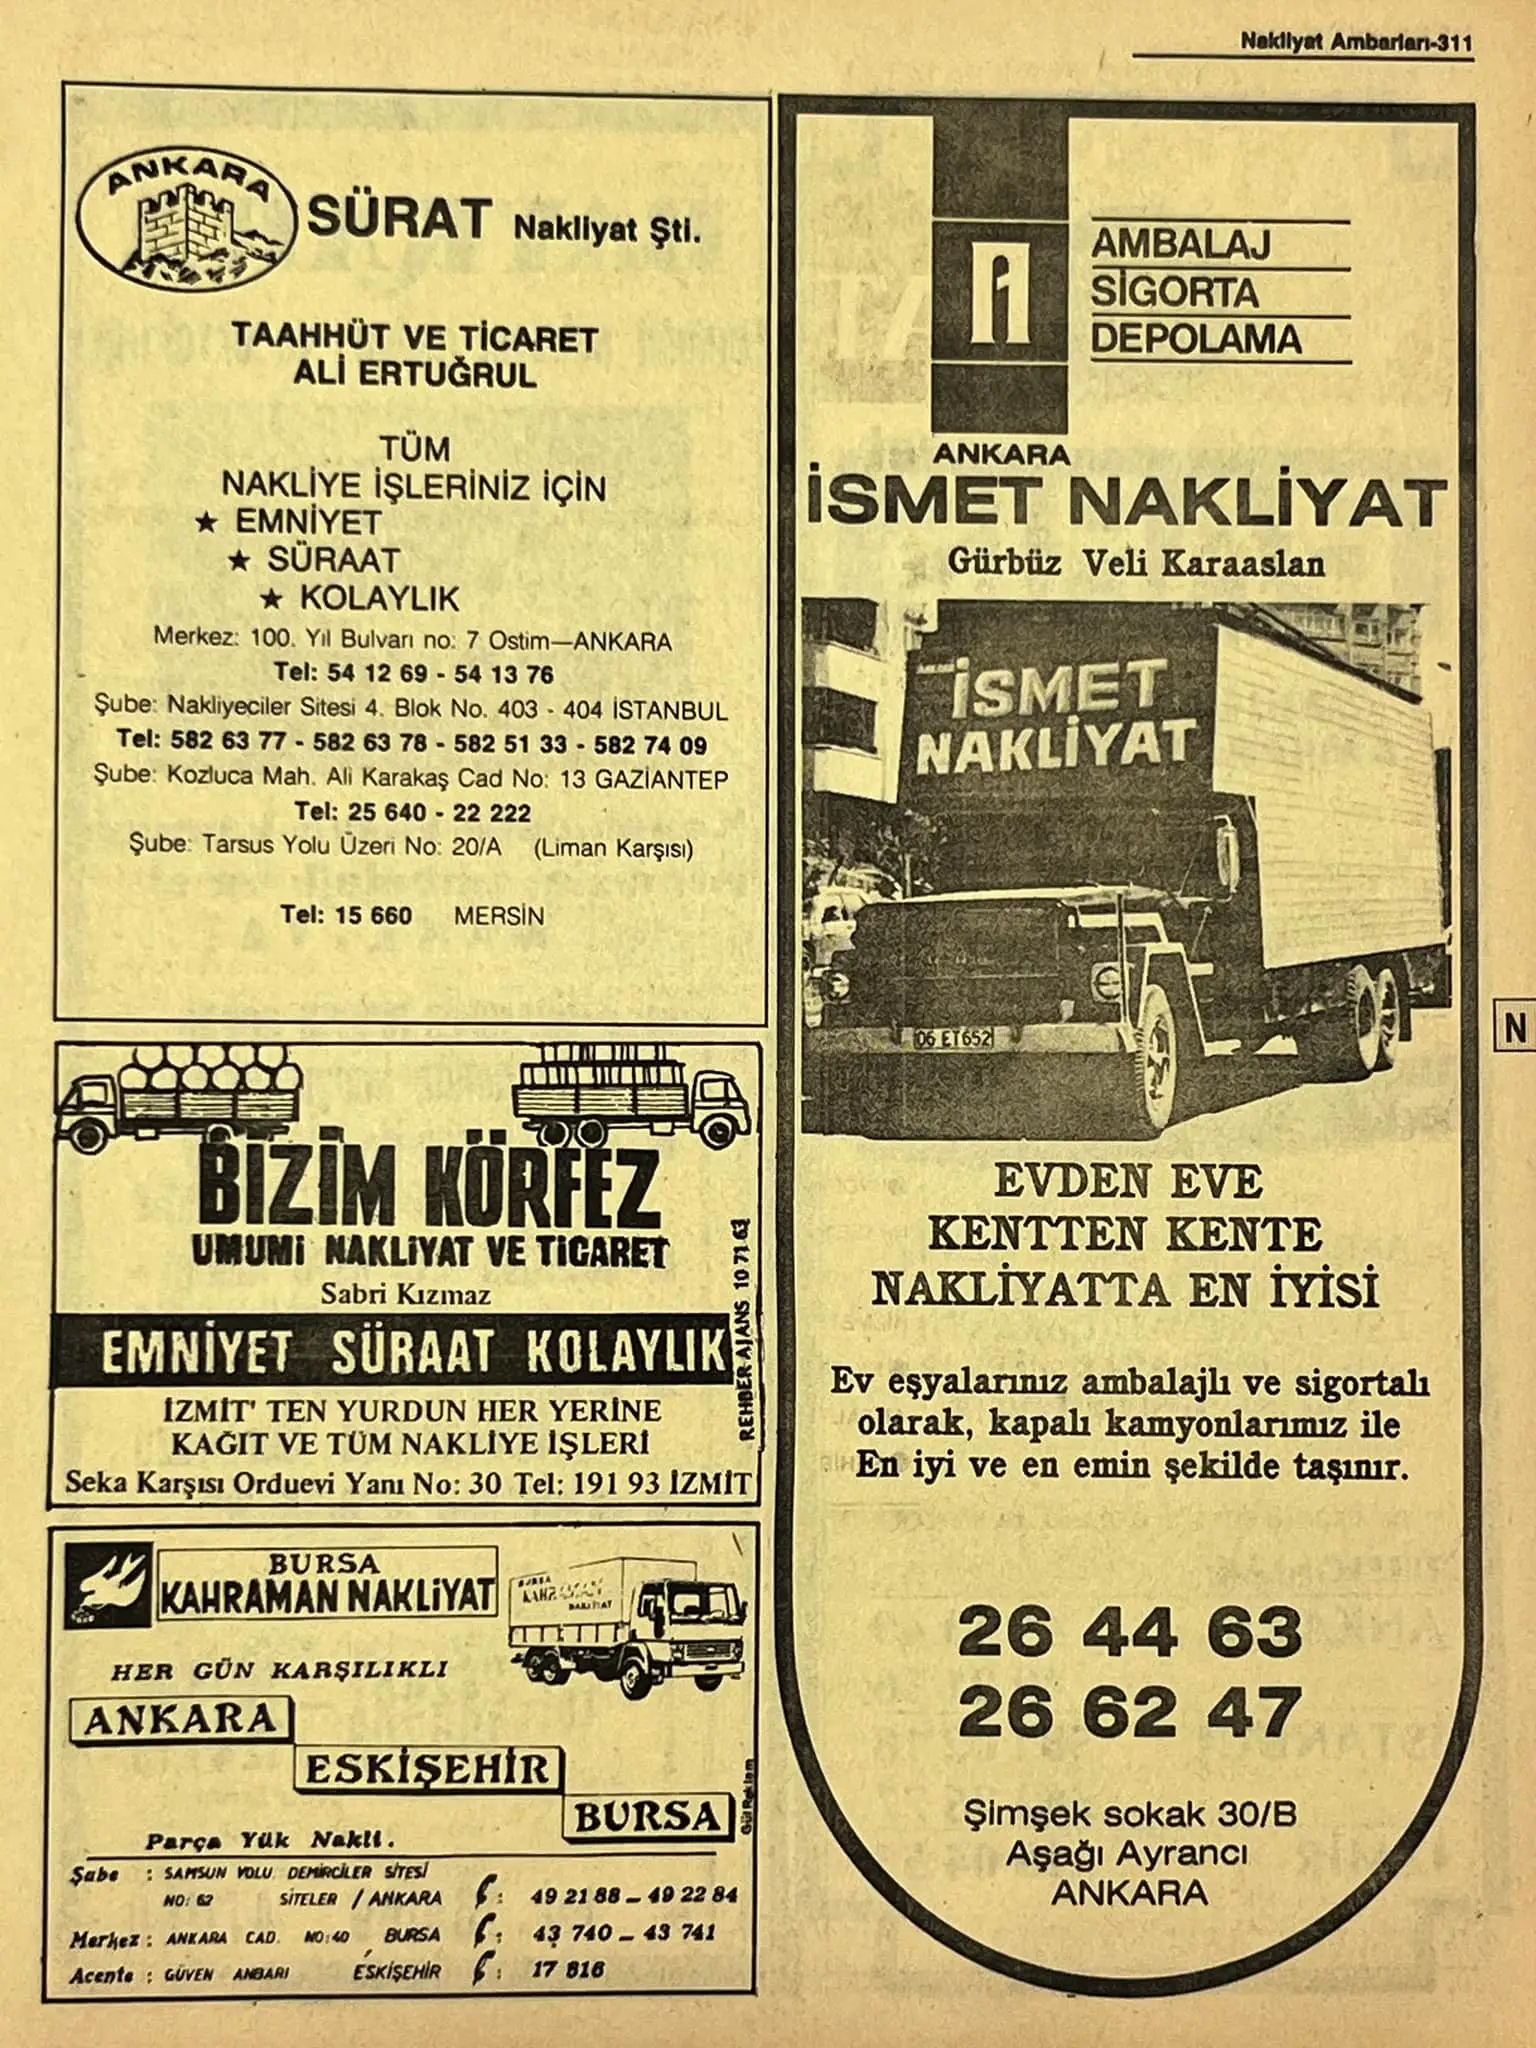 Nakliyat Ambarları-311
ANKARA
SÜRAT Nakliyat Şti.
TAAHHÜT VE TİCARET
ALİ ERTUĞRUL
TÜM
NAKLİYE İŞLERİNİZ İÇİN
★ EMNİYET
★ SÜRAAT
★ KOLAYLIK
Merkez: 100. Yıl Bulvarı no: 7 Ostim—ANKARA
Tel: 54 12 69 - 54 13 76
Şube: Nakliyeciler Sitesi 4. Blok No. 403 - 404 İSTANBUL
Tel: 582 63 77 - 582 63 78 - 582 51 33 - 582 74 09
Şube: Kozluca Mah. Ali Karakaş Cad No: 13 GAZİANTEP
Tel: 25 640 - 22 222
Şube: Tarsus Yolu Üzeri No: 20/A (Liman Karşısı)
Tel: 15 660 MERSİN
BİZİM KÖRFEZ
UMUMİ NAKLİYAT VE TİCARET
Sabri Kızmaz
EMNİYET SÜRAAT KOLAYLIK
İZMİT' TEN YURDUN HER YERİNE
KAĞIT VE TÜM NAKLİYE İŞLERİ
Seka Karşısı Orduevi Yanı No: 30 Tel: 191 93 İZMİT
REHBER AJANS 10 71 63
BURSA
KAHRAMAN NAKLİYAT
BURSA
KAHRAMAN
NAKLİYAT
HER GÜN KARŞILIKLI
ANKARA
ESKİŞEHİR
BURSA
Gül Reklam
Parça Yük Nakli.
Şube : SAMSUN YOLU DEMİRCİLER SİTESİ
NO: 62 SİTELER / ANKARA : 49 21 88 – 49 22 84
Merkez : ANKARA CAD. NO:40 BURSA : 43 740 – 43 741
Acente : GÜVEN AMBARI ESKİŞEHİR : 17 816
AMBALAJ
SİGORTA
DEPOLAMA
ANKARA
İSMET NAKLİYAT
Gürbüz Veli Karaaslan
İSMET
NAKLİYAT
06 ET 652
EVDEN EVE
KENTTEN KENTE
NAKLİYATTA EN İYİSİ
Ev eşyalarınız ambalajlı ve sigortalı
olarak, kapalı kamyonlarımız ile
En iyi ve en emin şekilde taşınır.
26 44 63
26 62 47
Şimşek sokak 30/B
Aşağı Ayrancı
ANKARA
N